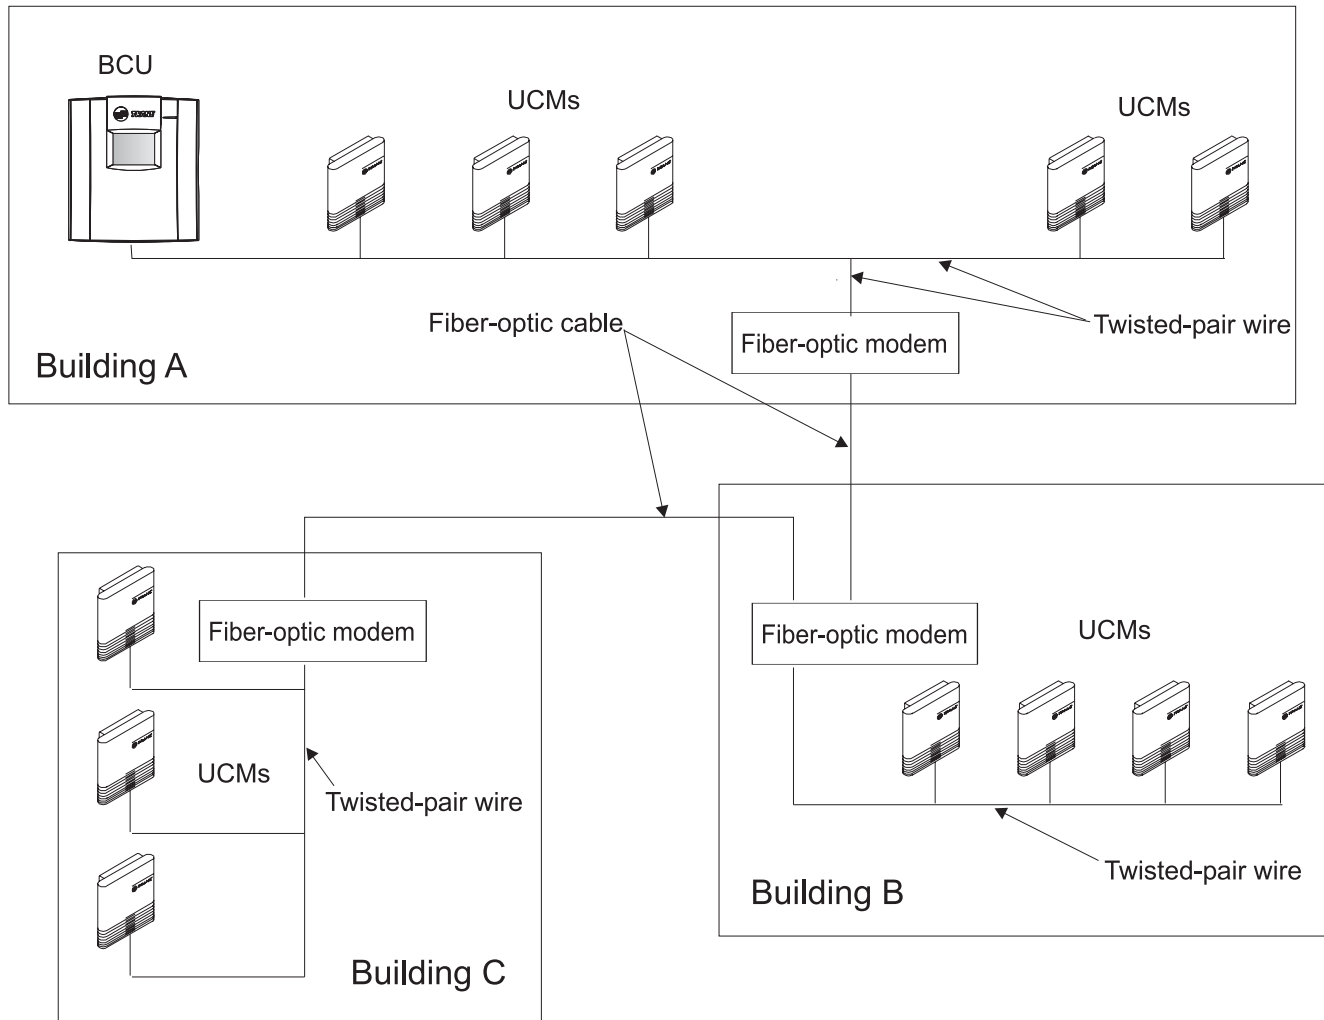 BCU
UCMs
UCMs
TRANE
Fiber-optic cable
Twisted-pair wire
Fiber-optic modem
Building A
Fiber-optic modem
Fiber-optic modem
UCMs
UCMs
Twisted-pair wire
Twisted-pair wire
Building B
Building C